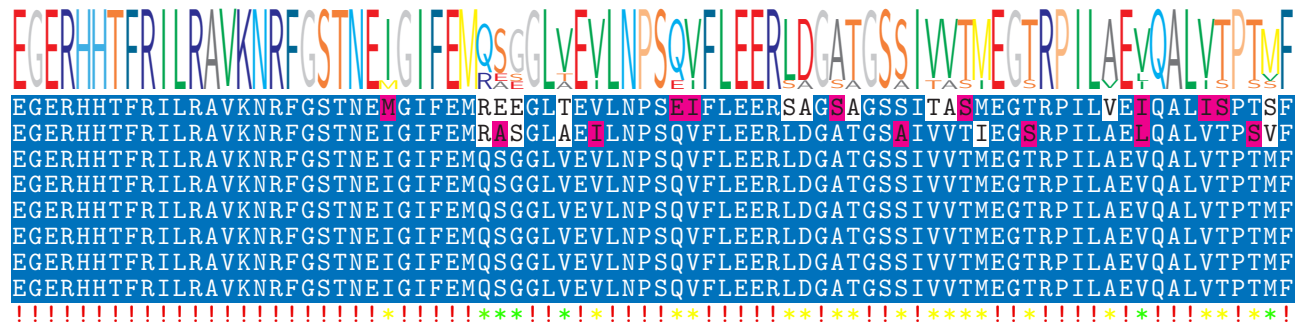 EGERHHTFRILRAVKNRFGSTNEIGIFEMQSGGLVEVLNPSQVFLEERLDGATGSSIVVTMEGTRPILAEVQALVTPTMF
EGERHHTFRILRAVKNRFGSTNEMGIFEMREEGLTEVLNPSEIFLEERSAGSAGSSITASMEGTRPILVEIQALISPTSF
EGERHHTFRILRAVKNRFGSTNEIGIFEMRASGLAEILNPSQVFLEERLDGATGSAIVVTIEGSRPILAELQALVTPSVF
EGERHHTFRILRAVKNRFGSTNEIGIFEMQSGGLVEVLNPSQVFLEERLDGATGSSIVVTMEGTRPILAEVQALVTPTMF
EGERHHTFRILRAVKNRFGSTNEIGIFEMQSGGLVEVLNPSQVFLEERLDGATGSSIVVTMEGTRPILAEVQALVTPTMF
EGERHHTFRILRAVKNRFGSTNEIGIFEMQSGGLVEVLNPSQVFLEERLDGATGSSIVVTMEGTRPILAEVQALVTPTMF
EGERHHTFRILRAVKNRFGSTNEIGIFEMQSGGLVEVLNPSQVFLEERLDGATGSSIVVTMEGTRPILAEVQALVTPTMF
EGERHHTFRILRAVKNRFGSTNEIGIFEMQSGGLVEVLNPSQVFLEERLDGATGSSIVVTMEGTRPILAEVQALVTPTMF
EGERHHTFRILRAVKNRFGSTNEIGIFEMQSGGLVEVLNPSQVFLEERLDGATGSSIVVTMEGTRPILAEVQALVTPTMF
!!!!!!!!!!!!!!!!!!!!!!!*!!!!!***!!*!*!!!!**!!!!!**!**!!*!****!!*!!!!*!*!!!**!**!